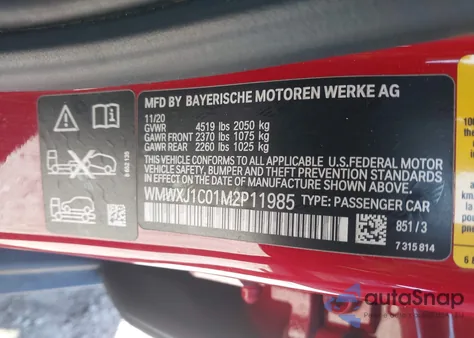 MFD BY BAYERISCHE MOTOREN WERKE AG
11/20
GVWR 4519 lbs 2050 kg
GAWR FRONT 2370 lbs 1075 kg
GAWR REAR 2260 lbs 1025 kg
THIS VEHICLE CONFORMS TO ALL APPLICABLE U.S.FEDERAL MOTOR
VEHICLE SAFETY, BUMPER AND THEFT PREVENTION STANDARDS
IN EFFECT ON THE DATE OF MANUFACTURE SHOWN ABOVE.
WMWXJ1C01M2P11985 TYPE: PASSENGER CAR
851 / 3
7 315 814
autoSnap